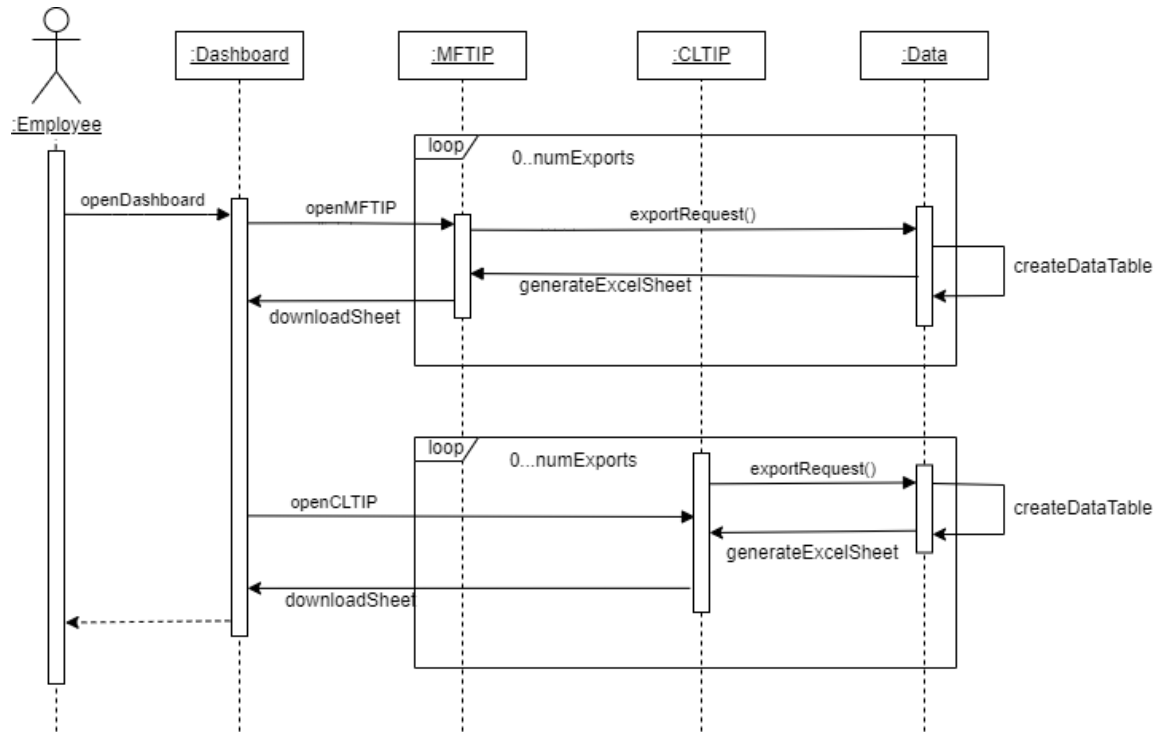 :Dashboard
:MFTIP
:CLTIP
:Data
:Employee
loop
0..numExports
openDashboard
openMFTIP
exportRequest()
createDataTable
generateExcelSheet
downloadSheet
loop
0...numExports
exportRequest()
openCLTIP
createDataTable
generateExcelSheet
downloadSheet